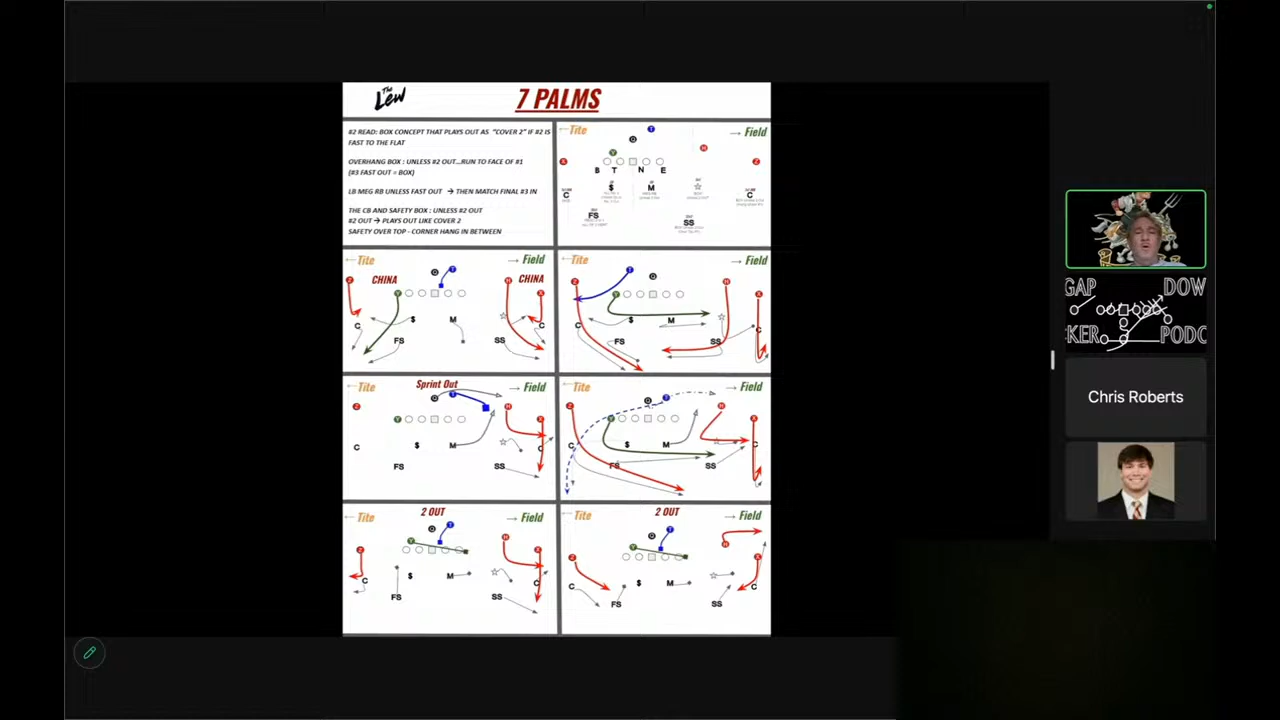 The Lew
7 PALMS
#2 READ: BOX CONCEPT THAT PLAYS OUT AS "COVER 2" IF #2 IS
FAST TO THE FLAT
OVERHANG BOX : UNLESS #2 OUT...RUN TO FACE OF #1
(#3 FAST OUT = BOX)
LB MEG RB UNLESS FAST OUT → THEN MATCH FINAL #3 IN
THE CB AND SAFETY BOX : UNLESS #2 OUT
#2 OUT → PLAYS OUT LIKE COVER 2
SAFETY OVER TOP - CORNER HANG IN BETWEEN
←Tite → Field
T
Q
H
Y
X Z
B T N E
$ M
C C
FS
SS
←Tite → Field
CHINA CHINA
Q T
Z H
Y X
C $ M C
FS SS
←Tite → Field
T Q
Z H
Y Z
C $ M C
FS SS
←Tite Sprint Out → Field
Q T
Z H
Y X
C $ M C
FS SS
←Tite → Field
Q T
Z H
Y Z
C $ M C
FS SS
←Tite 2 OUT → Field
Q T
H
Y
Z X
C $ M C
FS SS
←Tite 2 OUT → Field
Q T
Y H
Z X
C $ M C
FS SS
GAP DOW
KER PODC
Chris Roberts